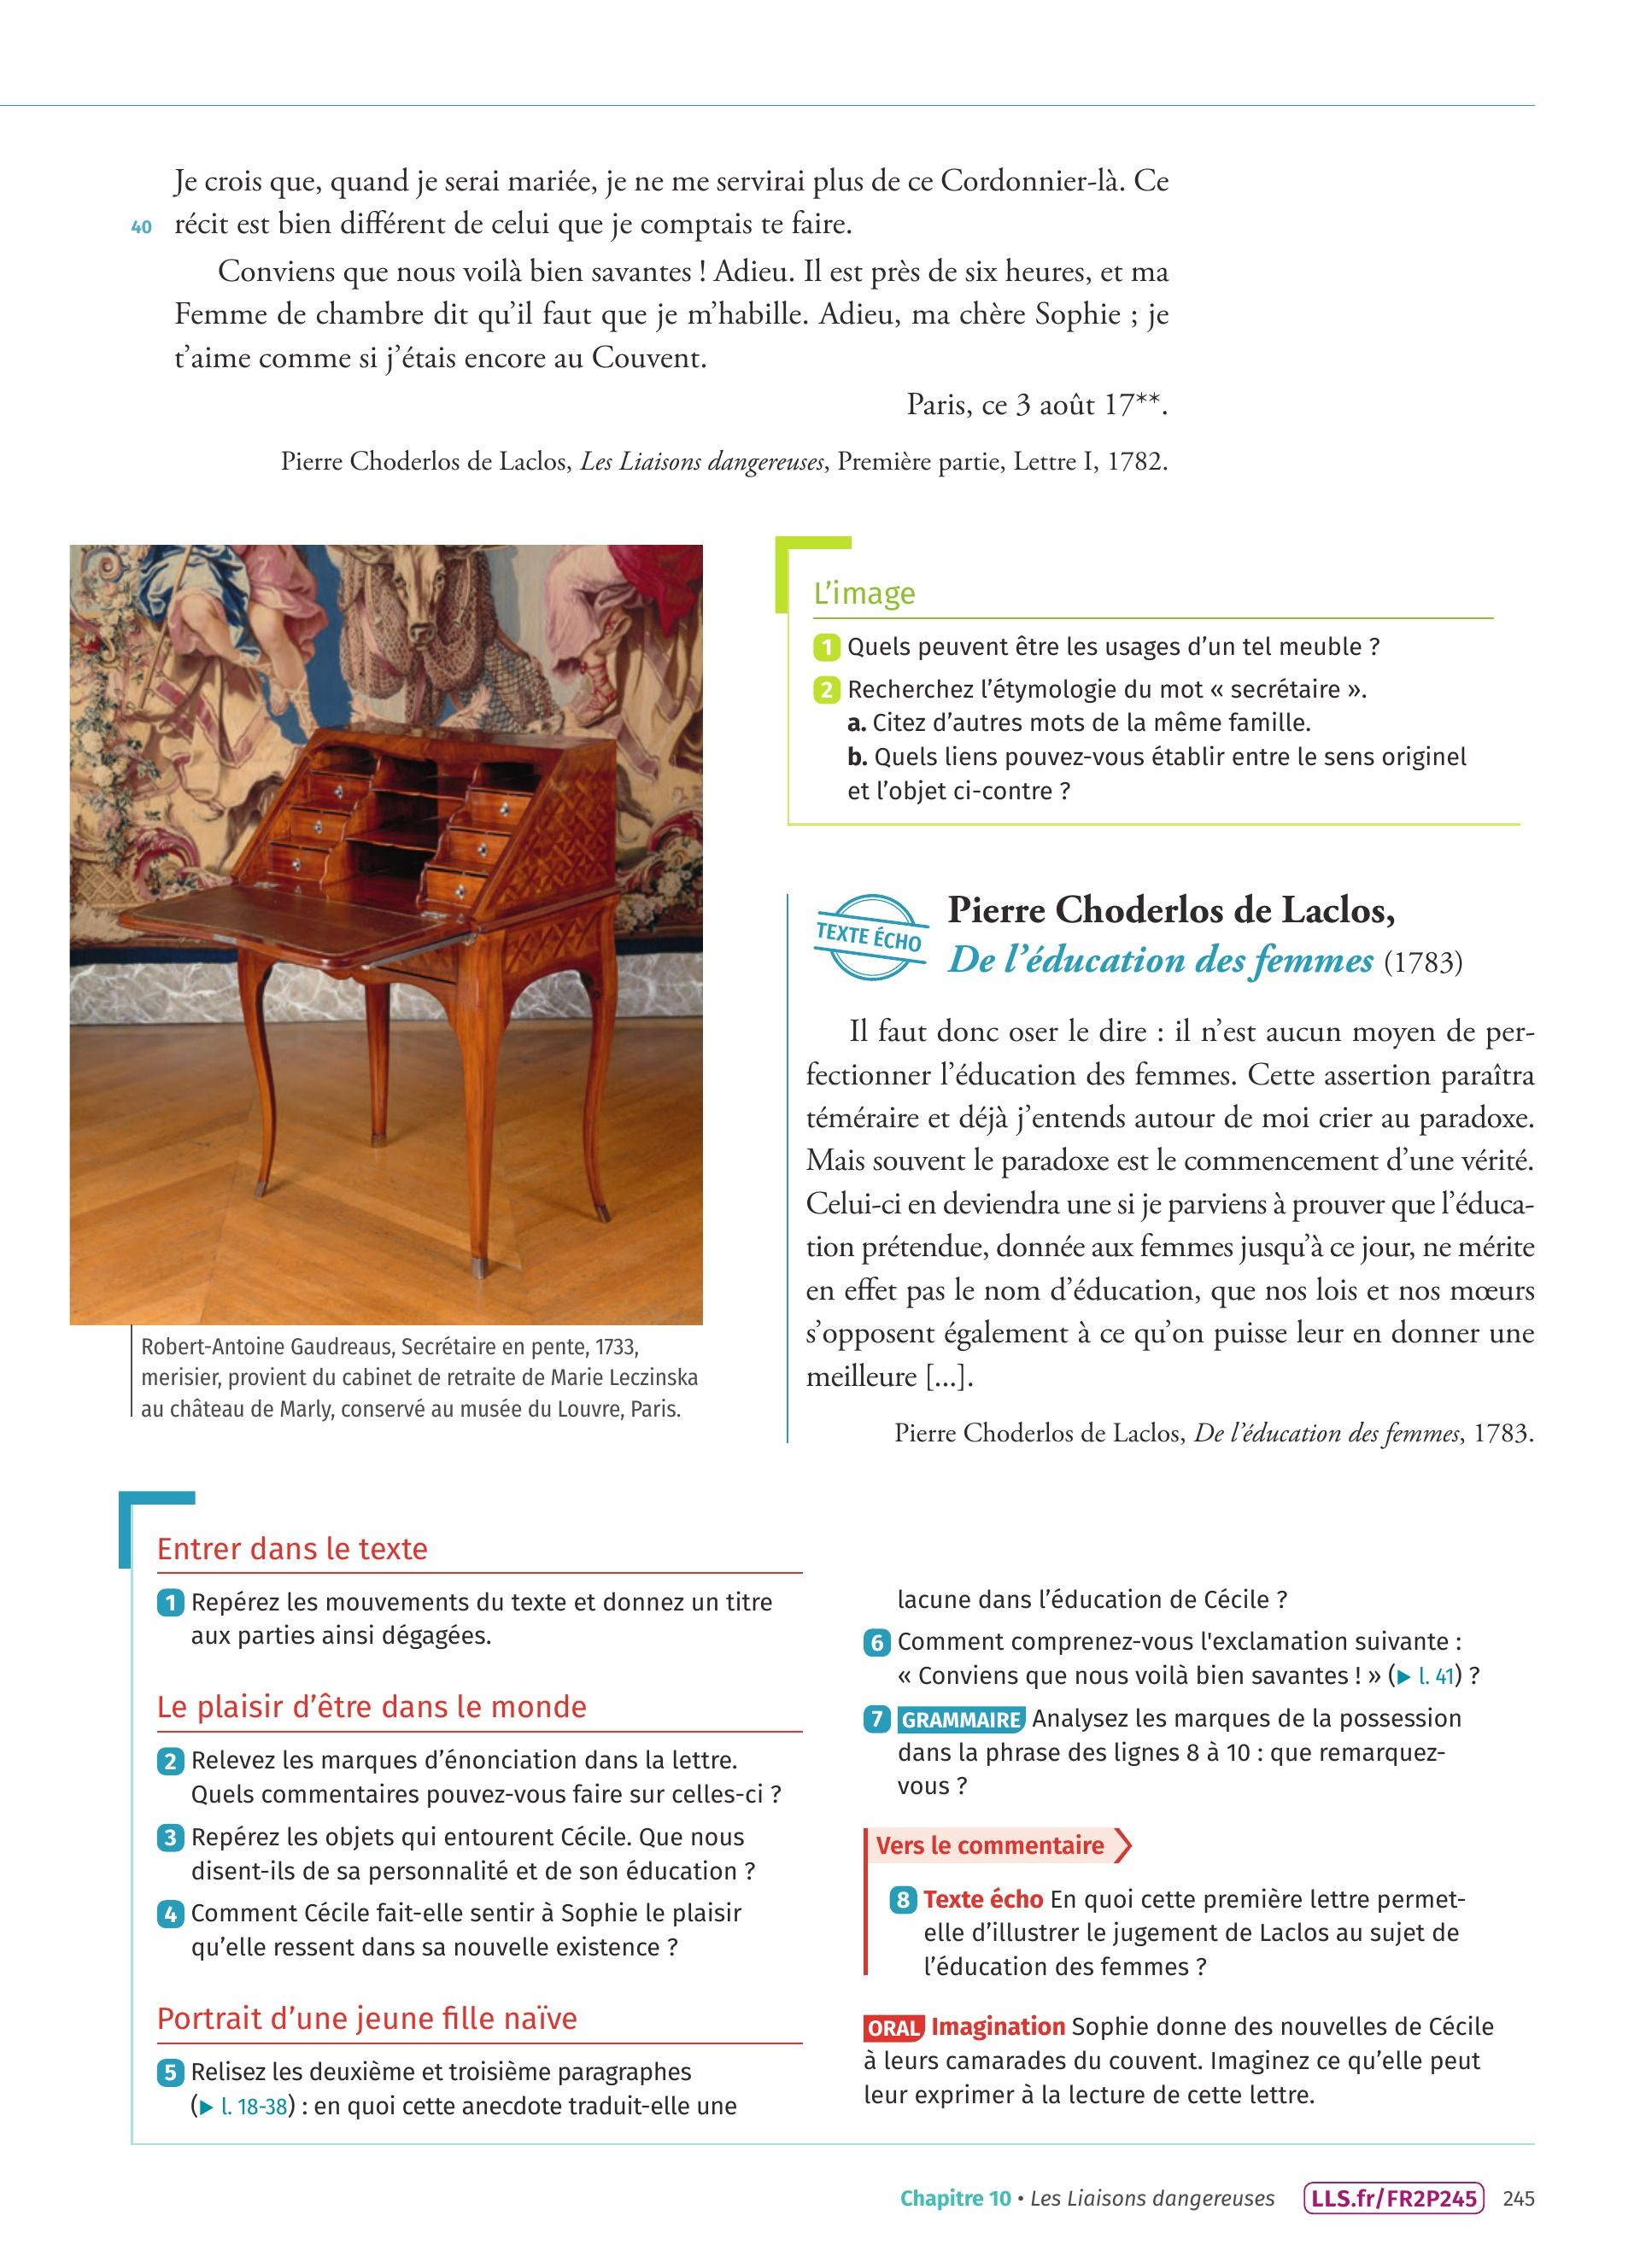 Je crois que, quand je serai mariée, je ne me servirai plus de ce Cordonnier-là. Ce
40 récit est bien différent de celui que je comptais te faire.
Conviens que nous voilà bien savantes ! Adieu. Il est près de six heures, et ma
Femme de chambre dit qu’il faut que je m’habille. Adieu, ma chère Sophie ; je
t’aime comme si j’étais encore au Couvent.
Paris, ce 3 août 17**.
Pierre Choderlos de Laclos, Les Liaisons dangereuses, Première partie, Lettre I, 1782.
L’image
1 Quels peuvent être les usages d’un tel meuble ?
2 Recherchez l’étymologie du mot « secrétaire ».
a. Citez d’autres mots de la même famille.
b. Quels liens pouvez-vous établir entre le sens originel
et l’objet ci-contre ?
Robert-Antoine Gaudreaus, Secrétaire en pente, 1733,
merisier, provient du cabinet de retraite de Marie Leczinska
au château de Marly, conservé au musée du Louvre, Paris.
TEXTE ÉCHO
Pierre Choderlos de Laclos,
De l’éducation des femmes (1783)
Il faut donc oser le dire : il n’est aucun moyen de per-
fectionner l’éducation des femmes. Cette assertion paraîtra
téméraire et déjà j’entends autour de moi crier au paradoxe.
Mais souvent le paradoxe est le commencement d’une vérité.
Celui-ci en deviendra une si je parviens à prouver que l’éduca-
tion prétendue, donnée aux femmes jusqu’à ce jour, ne mérite
en effet pas le nom d’éducation, que nos lois et nos mœurs
s’opposent également à ce qu’on puisse leur en donner une
meilleure [...].
Pierre Choderlos de Laclos, De l’éducation des femmes, 1783.
Entrer dans le texte
1 Repérez les mouvements du texte et donnez un titre
aux parties ainsi dégagées.
Le plaisir d’être dans le monde
2 Relevez les marques d’énonciation dans la lettre.
Quels commentaires pouvez-vous faire sur celles-ci ?
3 Repérez les objets qui entourent Cécile. Que nous
disent-ils de sa personnalité et de son éducation ?
4 Comment Cécile fait-elle sentir à Sophie le plaisir
qu’elle ressent dans sa nouvelle existence ?
Portrait d’une jeune fille naïve
5 Relisez les deuxième et troisième paragraphes
(▶ l. 18-38) : en quoi cette anecdote traduit-elle une
lacune dans l’éducation de Cécile ?
6 Comment comprenez-vous l'exclamation suivante :
« Conviens que nous voilà bien savantes ! » (▶ l. 41) ?
7 GRAMMAIRE Analysez les marques de la possession
dans la phrase des lignes 8 à 10 : que remarquez-
vous ?
Vers le commentaire
8 Texte écho En quoi cette première lettre permet-
elle d’illustrer le jugement de Laclos au sujet de
l’éducation des femmes ?
ORAL Imagination Sophie donne des nouvelles de Cécile
à leurs camarades du couvent. Imaginez ce qu’elle peut
leur exprimer à la lecture de cette lettre.
Chapitre 10 • Les Liaisons dangereuses LLS.fr/FR2P245 245